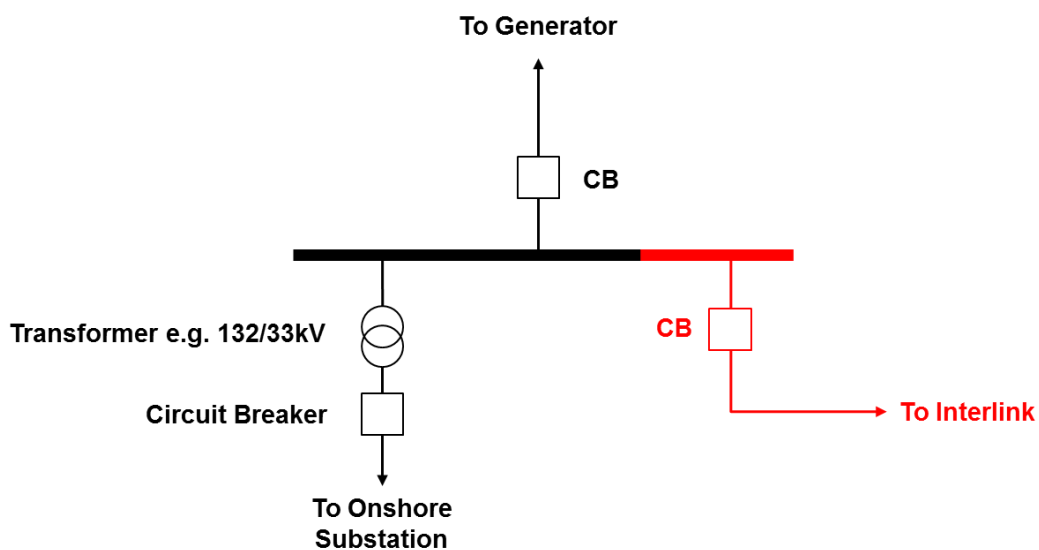 To Generator
CB
Transformer e.g. 132/33kV
CB
Circuit Breaker
To Interlink
To Onshore
Substation